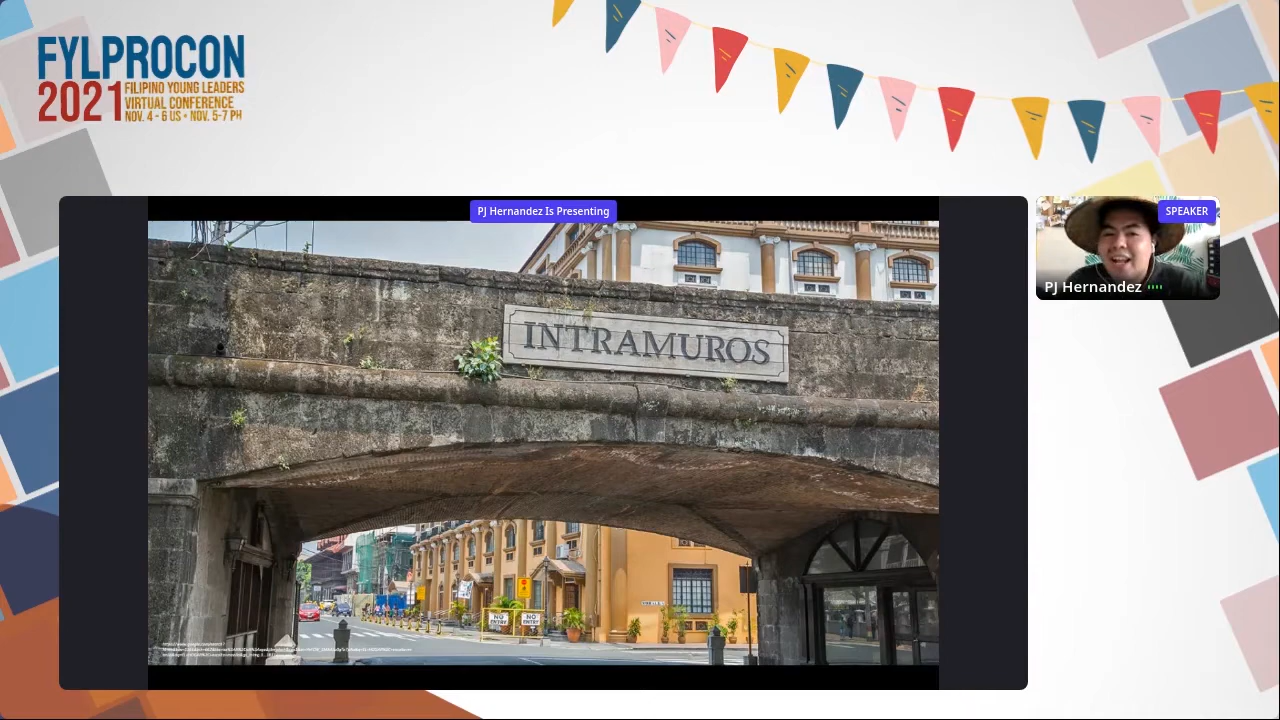 FYLPROCON
2021
FILIPINO YOUNG LEADERS
VIRTUAL CONFERENCE
NOV. 4 - 6 US • NOV. 5-7 PH
PJ Hernandez Is Presenting
SPEAKER
PJ Hernandez
INTRAMUROS
NO
ENTRY
NO
ENTRY